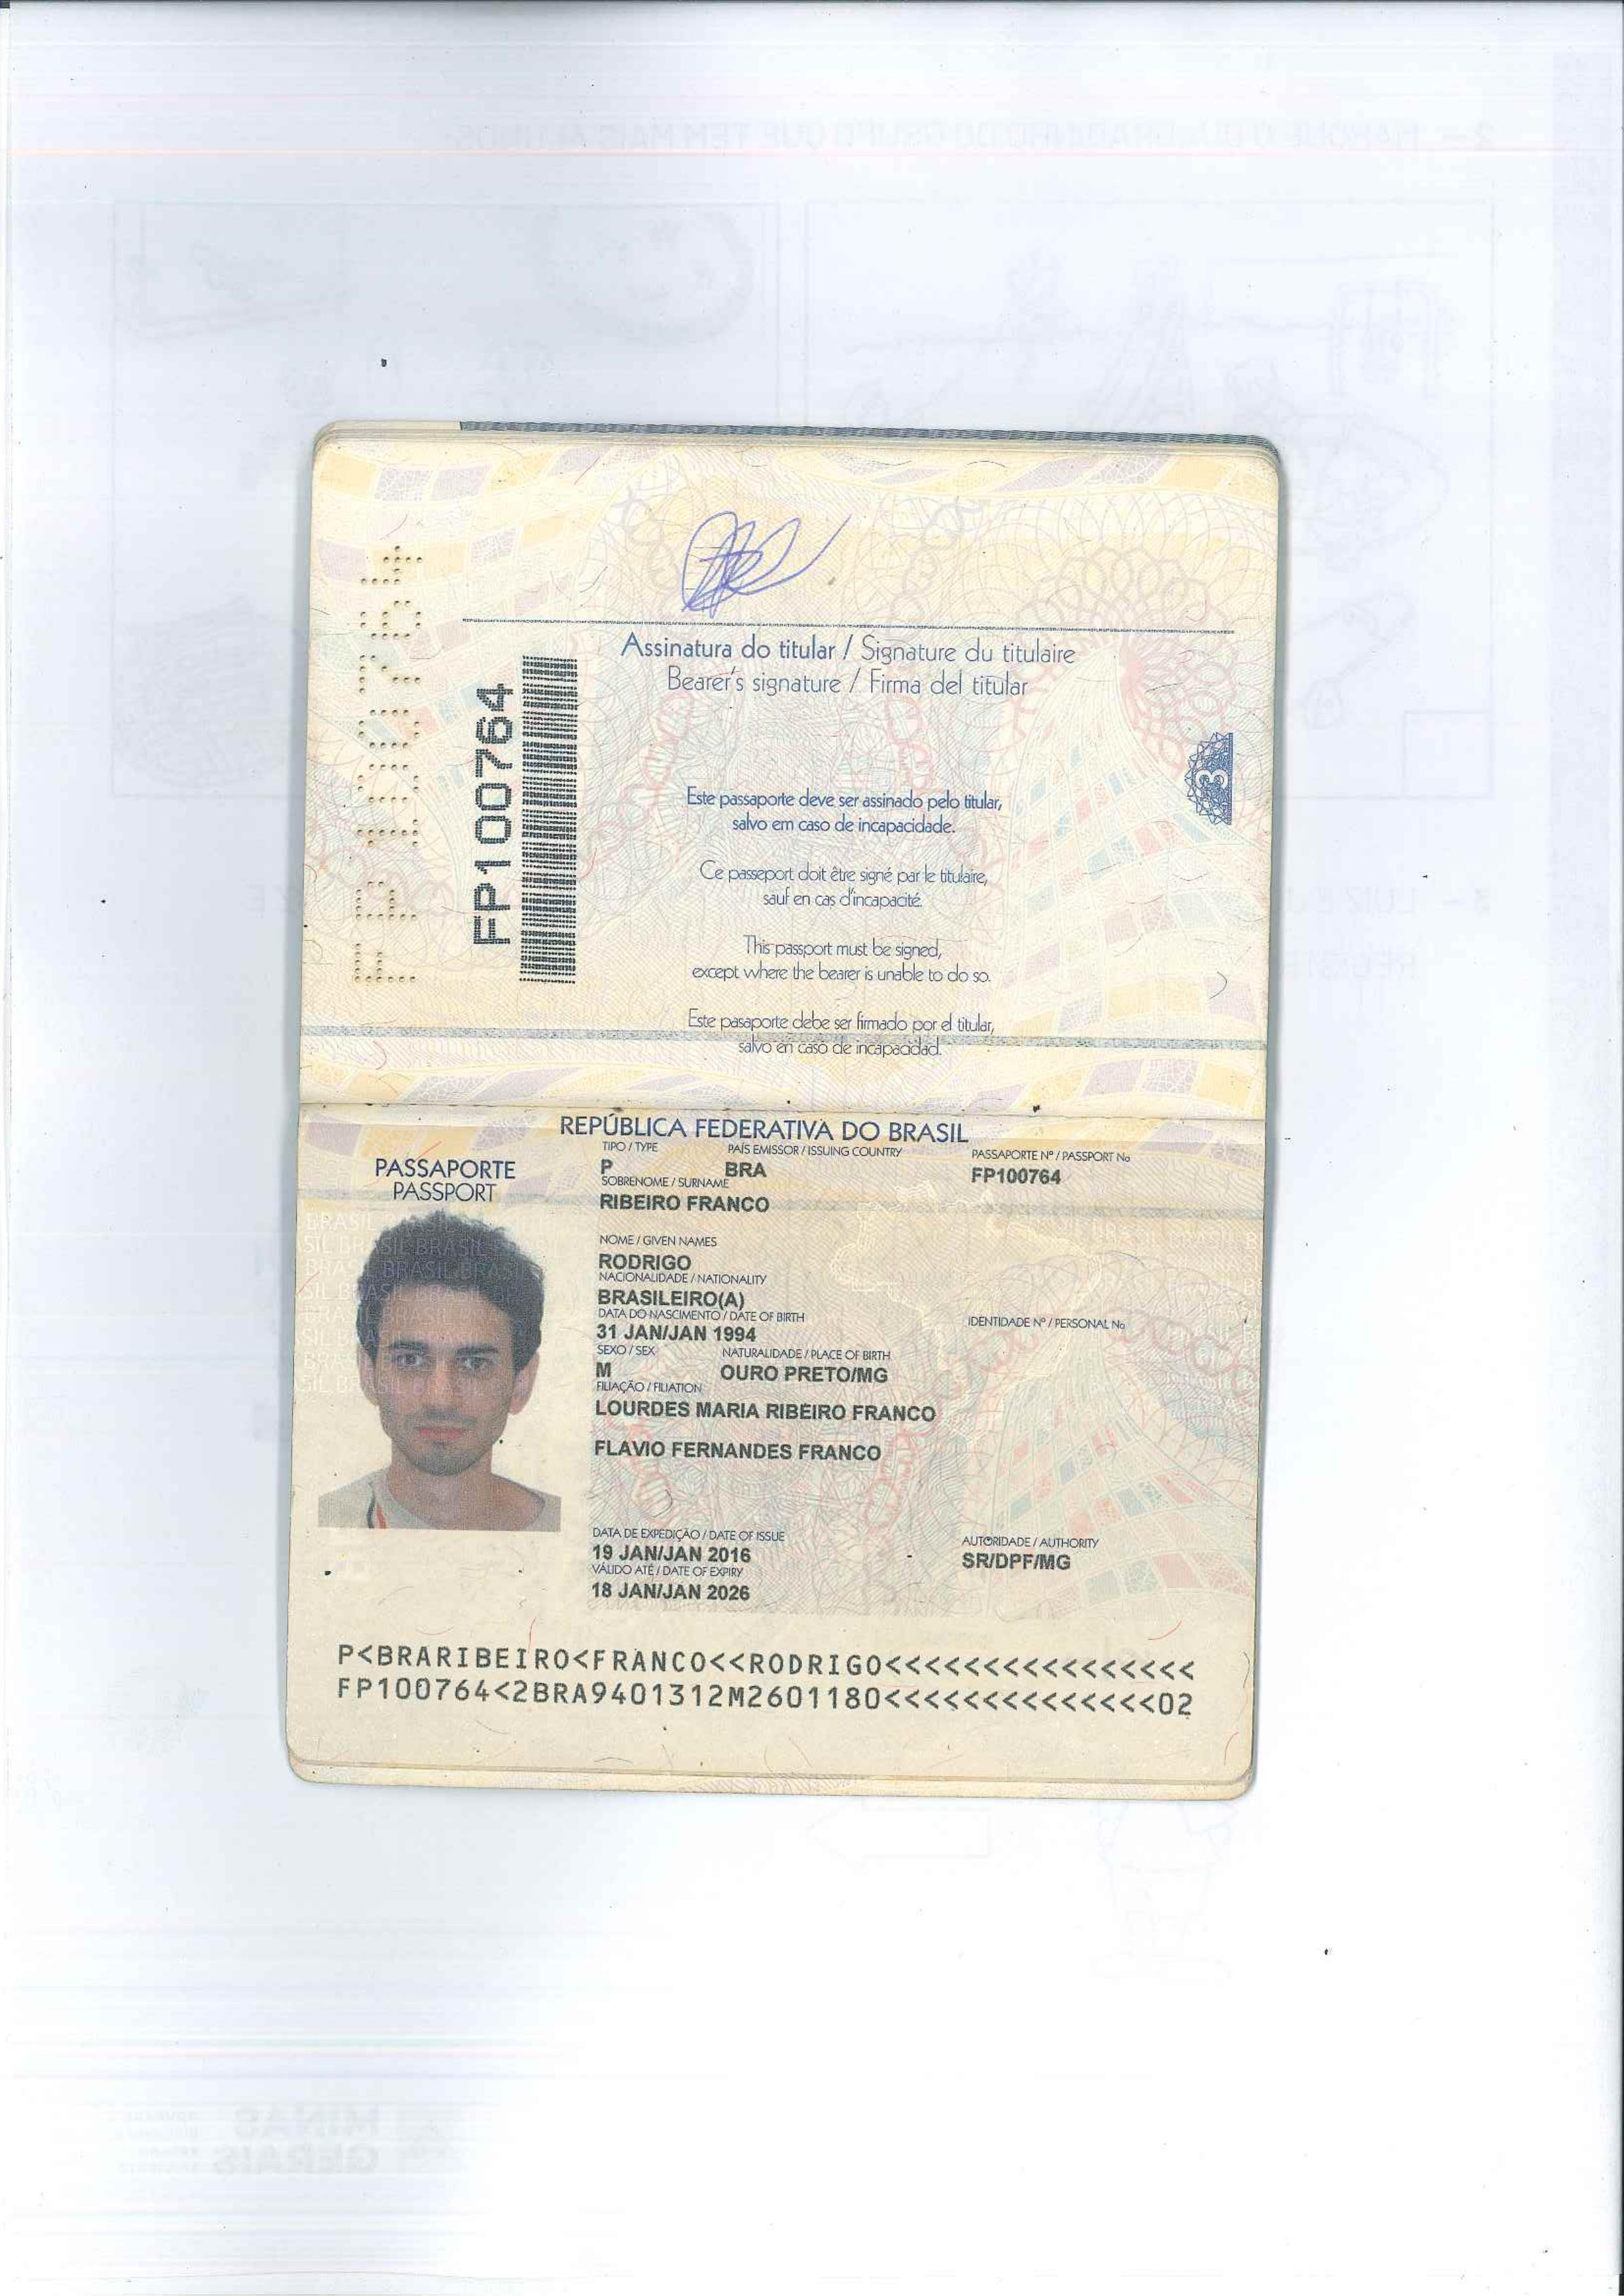 FP100764
FP100764
Assinatura do titular / Signature du titulaire
Bearer's signature / Firma del titular
3
Este passaporte deve ser assinado pelo titular,
salvo em caso de incapacidade.
Ce passeport doit être signé par le titulaire,
sauf en cas d'incapacité.
This passport must be signed,
except where the bearer is unable to do so.
Este pasaporte debe ser firmado por el titular,
salvo en caso de incapacidad.
REPÚBLICA FEDERATIVA DO BRASIL
PASSAPORTE
PASSPORT
TIPO / TYPE PAÍS EMISSOR / ISSUING COUNTRY PASSAPORTE Nº / PASSPORT No
P BRA FP100764
SOBRENOME / SURNAME
RIBEIRO FRANCO
NOME / GIVEN NAMES
RODRIGO
NACIONALIDADE / NATIONALITY
BRASILEIRO(A)
DATA DO NASCIMENTO / DATE OF BIRTH IDENTIDADE Nº / PERSONAL No
31 JAN/JAN 1994
SEXO / SEX NATURALIDADE / PLACE OF BIRTH
M OURO PRETO/MG
FILIAÇÃO / FILIATION
LOURDES MARIA RIBEIRO FRANCO
FLAVIO FERNANDES FRANCO
DATA DE EXPEDIÇÃO / DATE OF ISSUE AUTORIDADE / AUTHORITY
19 JAN/JAN 2016 SR/DPF/MG
VÁLIDO ATÉ / DATE OF EXPIRY
18 JAN/JAN 2026
P<BRARIBEIRO<FRANCO<<RODRIGO<<<<<<<<<<<<<<<<
FP100764<2BRA9401312M2601180<<<<<<<<<<<<<<02
MINAS
GERAIS